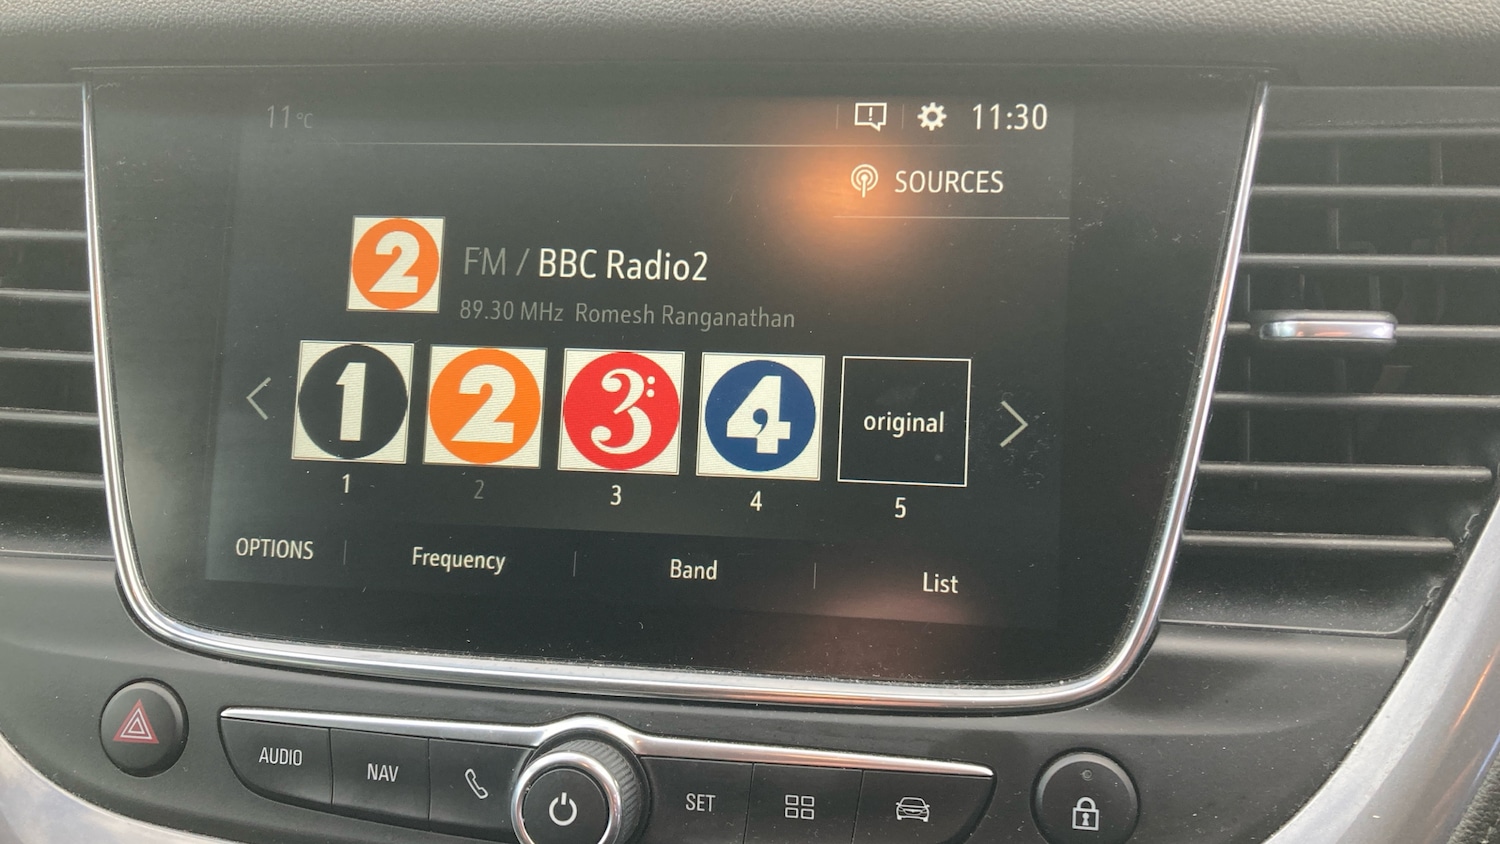 11°C 11:30
SOURCES
2 FM / BBC Radio2
89.30 MHz Romesh Ranganathan
1 2 3: 4 original
1 2 3 4 5
OPTIONS Frequency Band List
AUDIO NAV SET